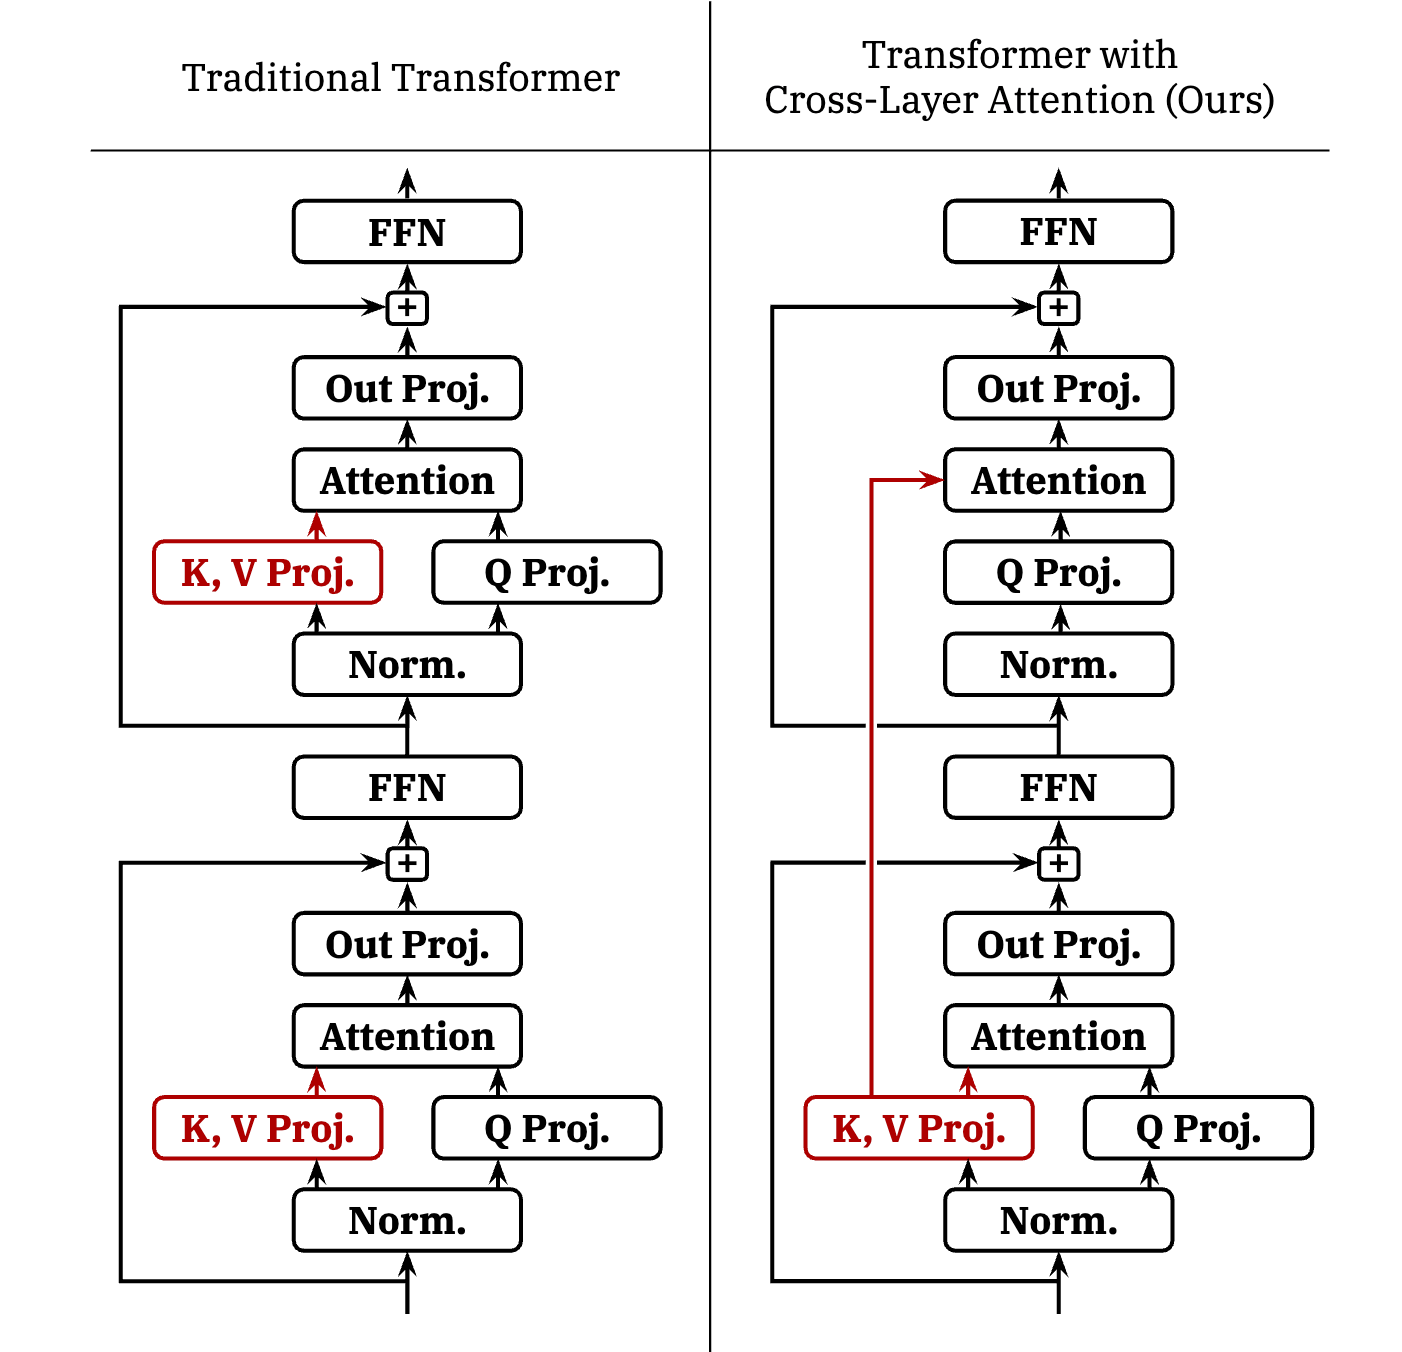 Traditional Transformer
Transformer with
Cross-Layer Attention (Ours)
FFN
+
Out Proj.
Attention
K, V Proj.
Q Proj.
Norm.
FFN
+
Out Proj.
Attention
K, V Proj.
Q Proj.
Norm.
FFN
+
Out Proj.
Attention
Q Proj.
Norm.
FFN
+
Out Proj.
Attention
K, V Proj.
Q Proj.
Norm.